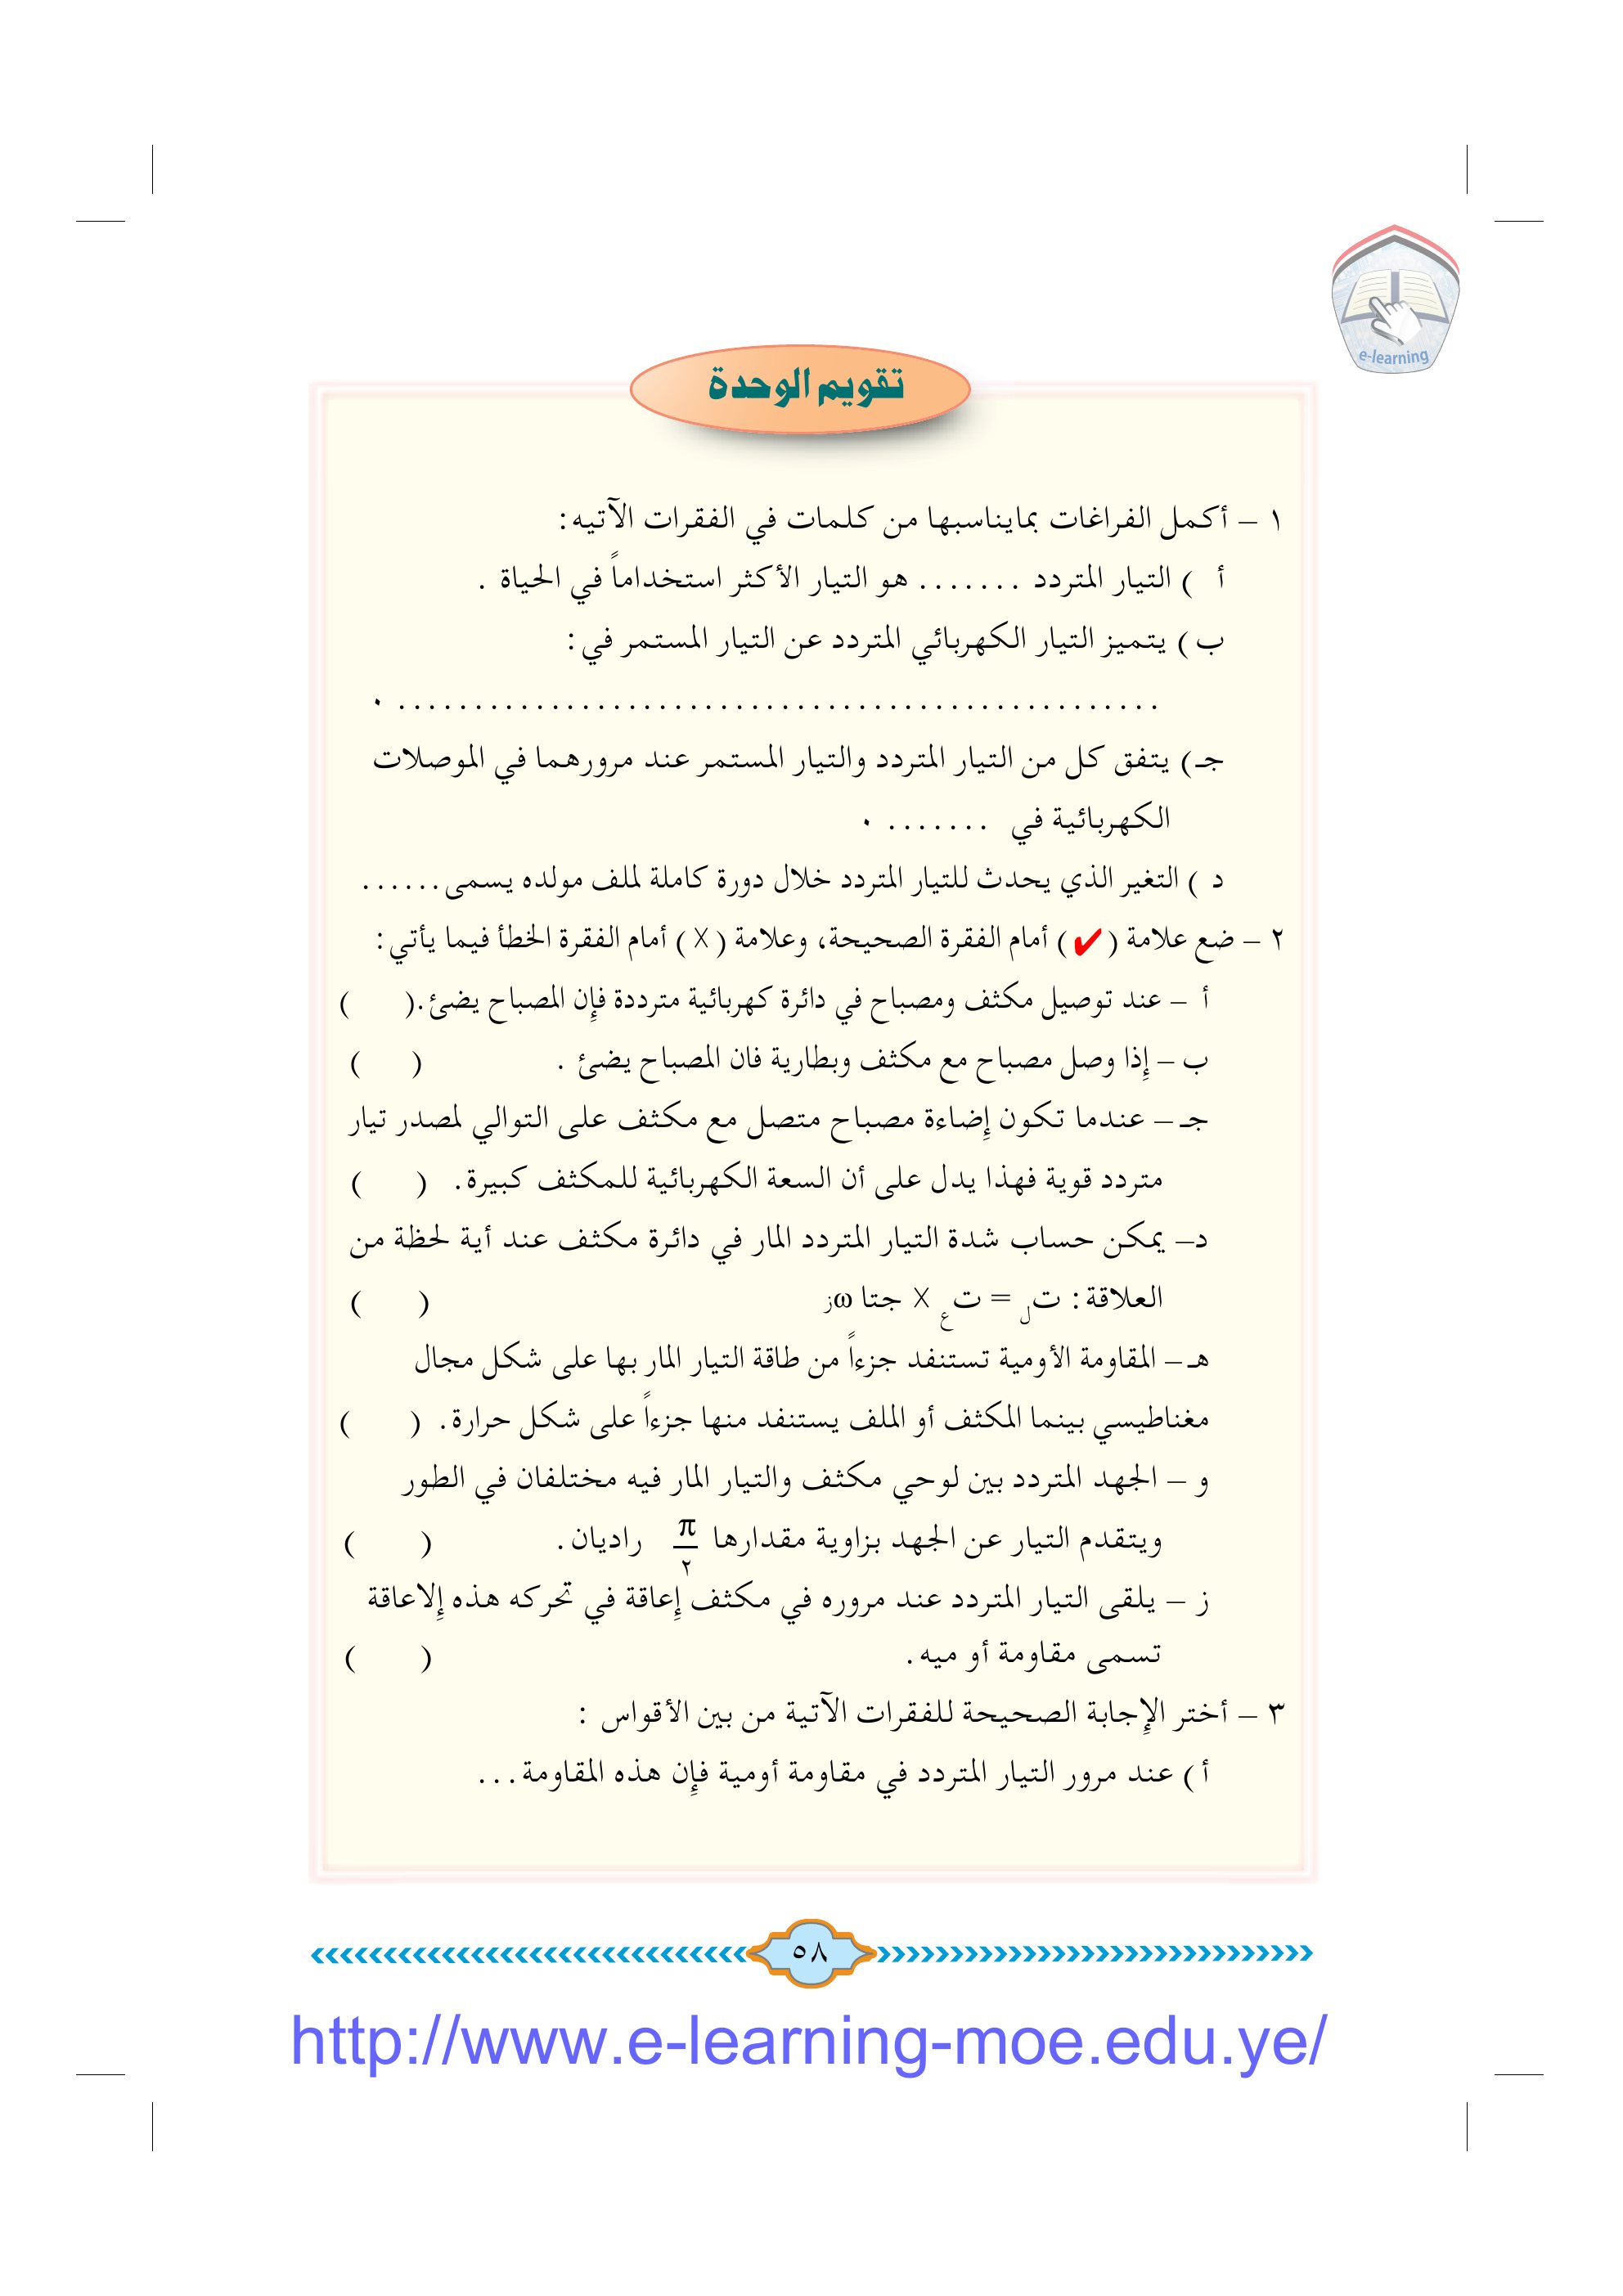 e-learning
تقويم الوحدة
١ – أكمل الفراغات بمايناسبها من كلمات في الفقرات الآتيه:
أ ) التيار المتردد ....... هو التيار الأكثر استخداماً في الحياة .
ب ) يتميز التيار الكهربائي المتردد عن التيار المستمر في:
.................................................. ٠
جـ) يتفق كل من التيار المتردد والتيار المستمر عند مرورهما في الموصلات
الكهربائية في ....... ٠
د ) التغير الذي يحدث للتيار المتردد خلال دورة كاملة لملف مولده يسمى......
٢ – ضع علامة (✔) أمام الفقرة الصحيحة، وعلامة (X) أمام الفقرة الخطأ فيما يأتي:
أ – عند توصيل مكثف ومصباح في دائرة كهربائية مترددة فإن المصباح يضئ.( )
ب – إذا وصل مصباح مع مكثف وبطارية فان المصباح يضئ . ( )
جـ – عندما تكون إضاءة مصباح متصل مع مكثف على التوالي لمصدر تيار
متردد قوية فهذا يدل على أن السعة الكهربائية للمكثف كبيرة. ( )
د– يمكن حساب شدة التيار المتردد المار في دائرة مكثف عند أية لحظة من
العلاقة: تل = تع X جتا ωز ( )
هـ – المقاومة الأومية تستنفد جزءاً من طاقة التيار المار بها على شكل مجال
مغناطيسي بينما المكثف أو الملف يستنفد منها جزءاً على شكل حرارة. ( )
و – الجهد المتردد بين لوحي مكثف والتيار المار فيه مختلفان في الطور
ويتقدم التيار عن الجهد بزاوية مقدارها π/٢ راديان. ( )
ز – يلقى التيار المتردد عند مروره في مكثف إعاقة في تحركه هذه إلاعاقة
تسمى مقاومة أو ميه. ( )
٣ – أختر الإجابة الصحيحة للفقرات الآتية من بين الأقواس :
أ ) عند مرور التيار المتردد في مقاومة أومية فإن هذه المقاومة...
٥٨
http://www.e-learning-moe.edu.ye/